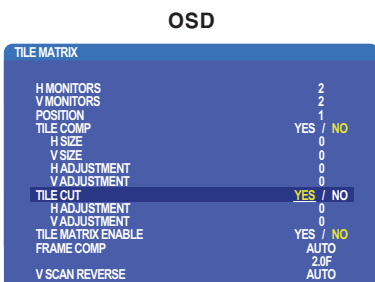 OSD
TILE MATRIX
H MONITORS 2
V MONITORS 2
POSITION 1
TILE COMP YES / NO
H SIZE 0
V SIZE 0
H ADJUSTMENT 0
V ADJUSTMENT 0
TILE CUT YES / NO
H ADJUSTMENT 0
V ADJUSTMENT 0
TILE MATRIX ENABLE YES / NO
FRAME COMP AUTO
2.0F
V SCAN REVERSE AUTO